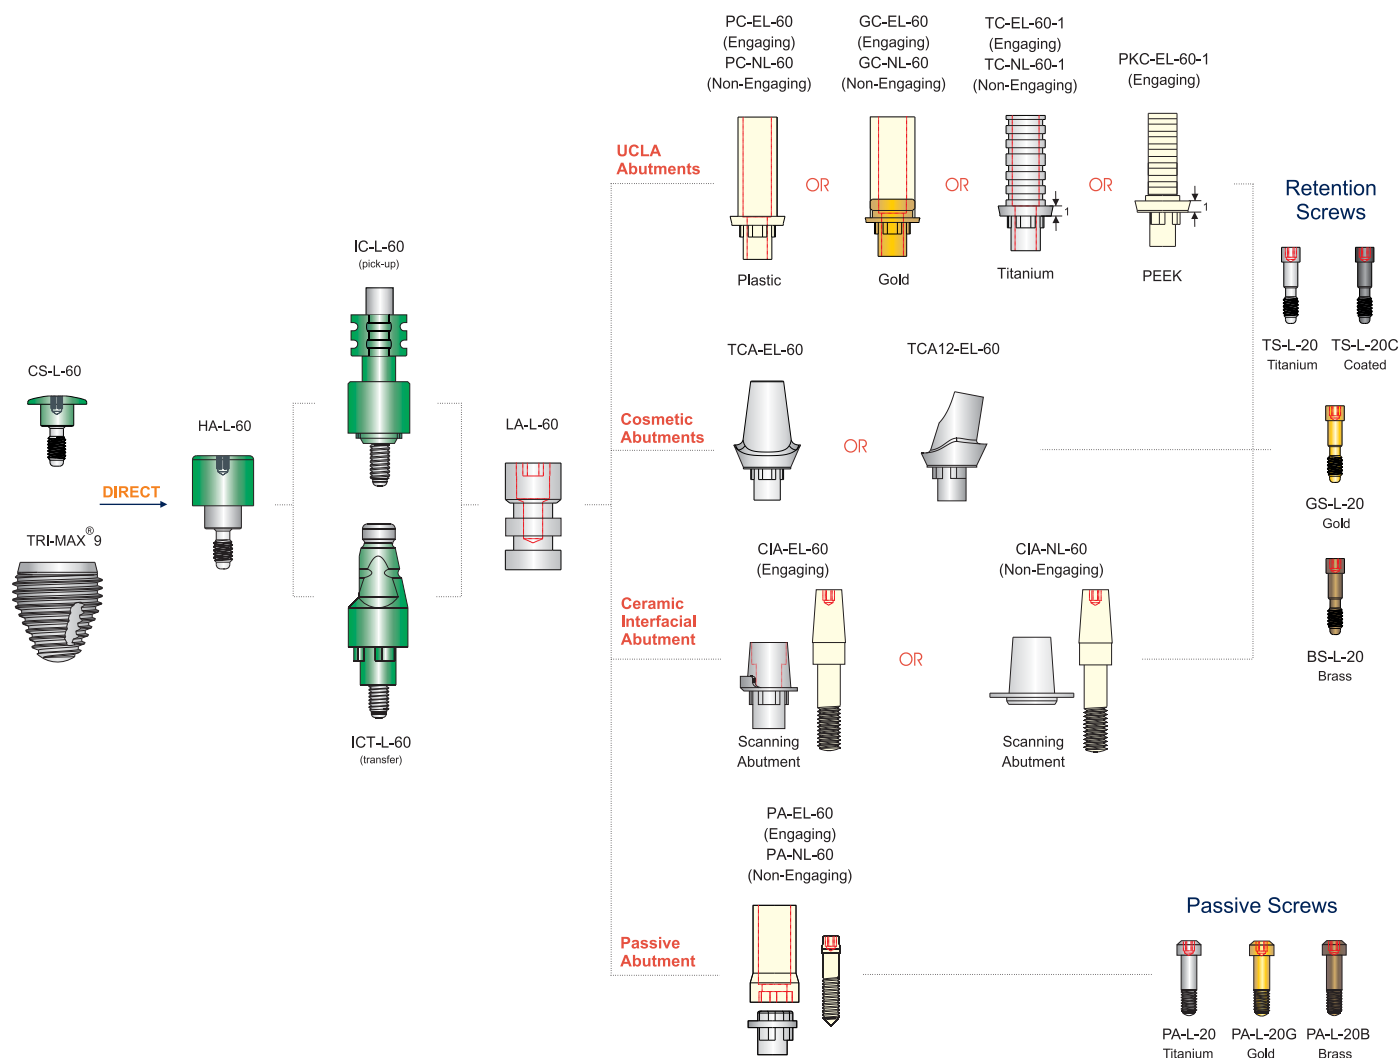 PC-EL-60
(Engaging)
PC-NL-60
(Non-Engaging)
GC-EL-60
(Engaging)
GC-NL-60
(Non-Engaging)
TC-EL-60-1
(Engaging)
TC-NL-60-1
(Non-Engaging)
PKC-EL-60-1
(Engaging)
UCLA
Abutments
OR
OR
OR
1
1
Plastic
Gold
Titanium
PEEK
Retention
Screws
TS-L-20
Titanium
TS-L-20C
Coated
GS-L-20
Gold
BS-L-20
Brass
IC-L-60
(pick-up)
CS-L-60
HA-L-60
LA-L-60
DIRECT
TRI-MAX® 9
ICT-L-60
(transfer)
TCA-EL-60
TCA12-EL-60
Cosmetic
Abutments
OR
CIA-EL-60
(Engaging)
CIA-NL-60
(Non-Engaging)
Ceramic
Interfacial
Abutment
OR
Scanning
Abutment
Scanning
Abutment
PA-EL-60
(Engaging)
PA-NL-60
(Non-Engaging)
Passive
Abutment
Passive Screws
PA-L-20
Titanium
PA-L-20G
Gold
PA-L-20B
Brass